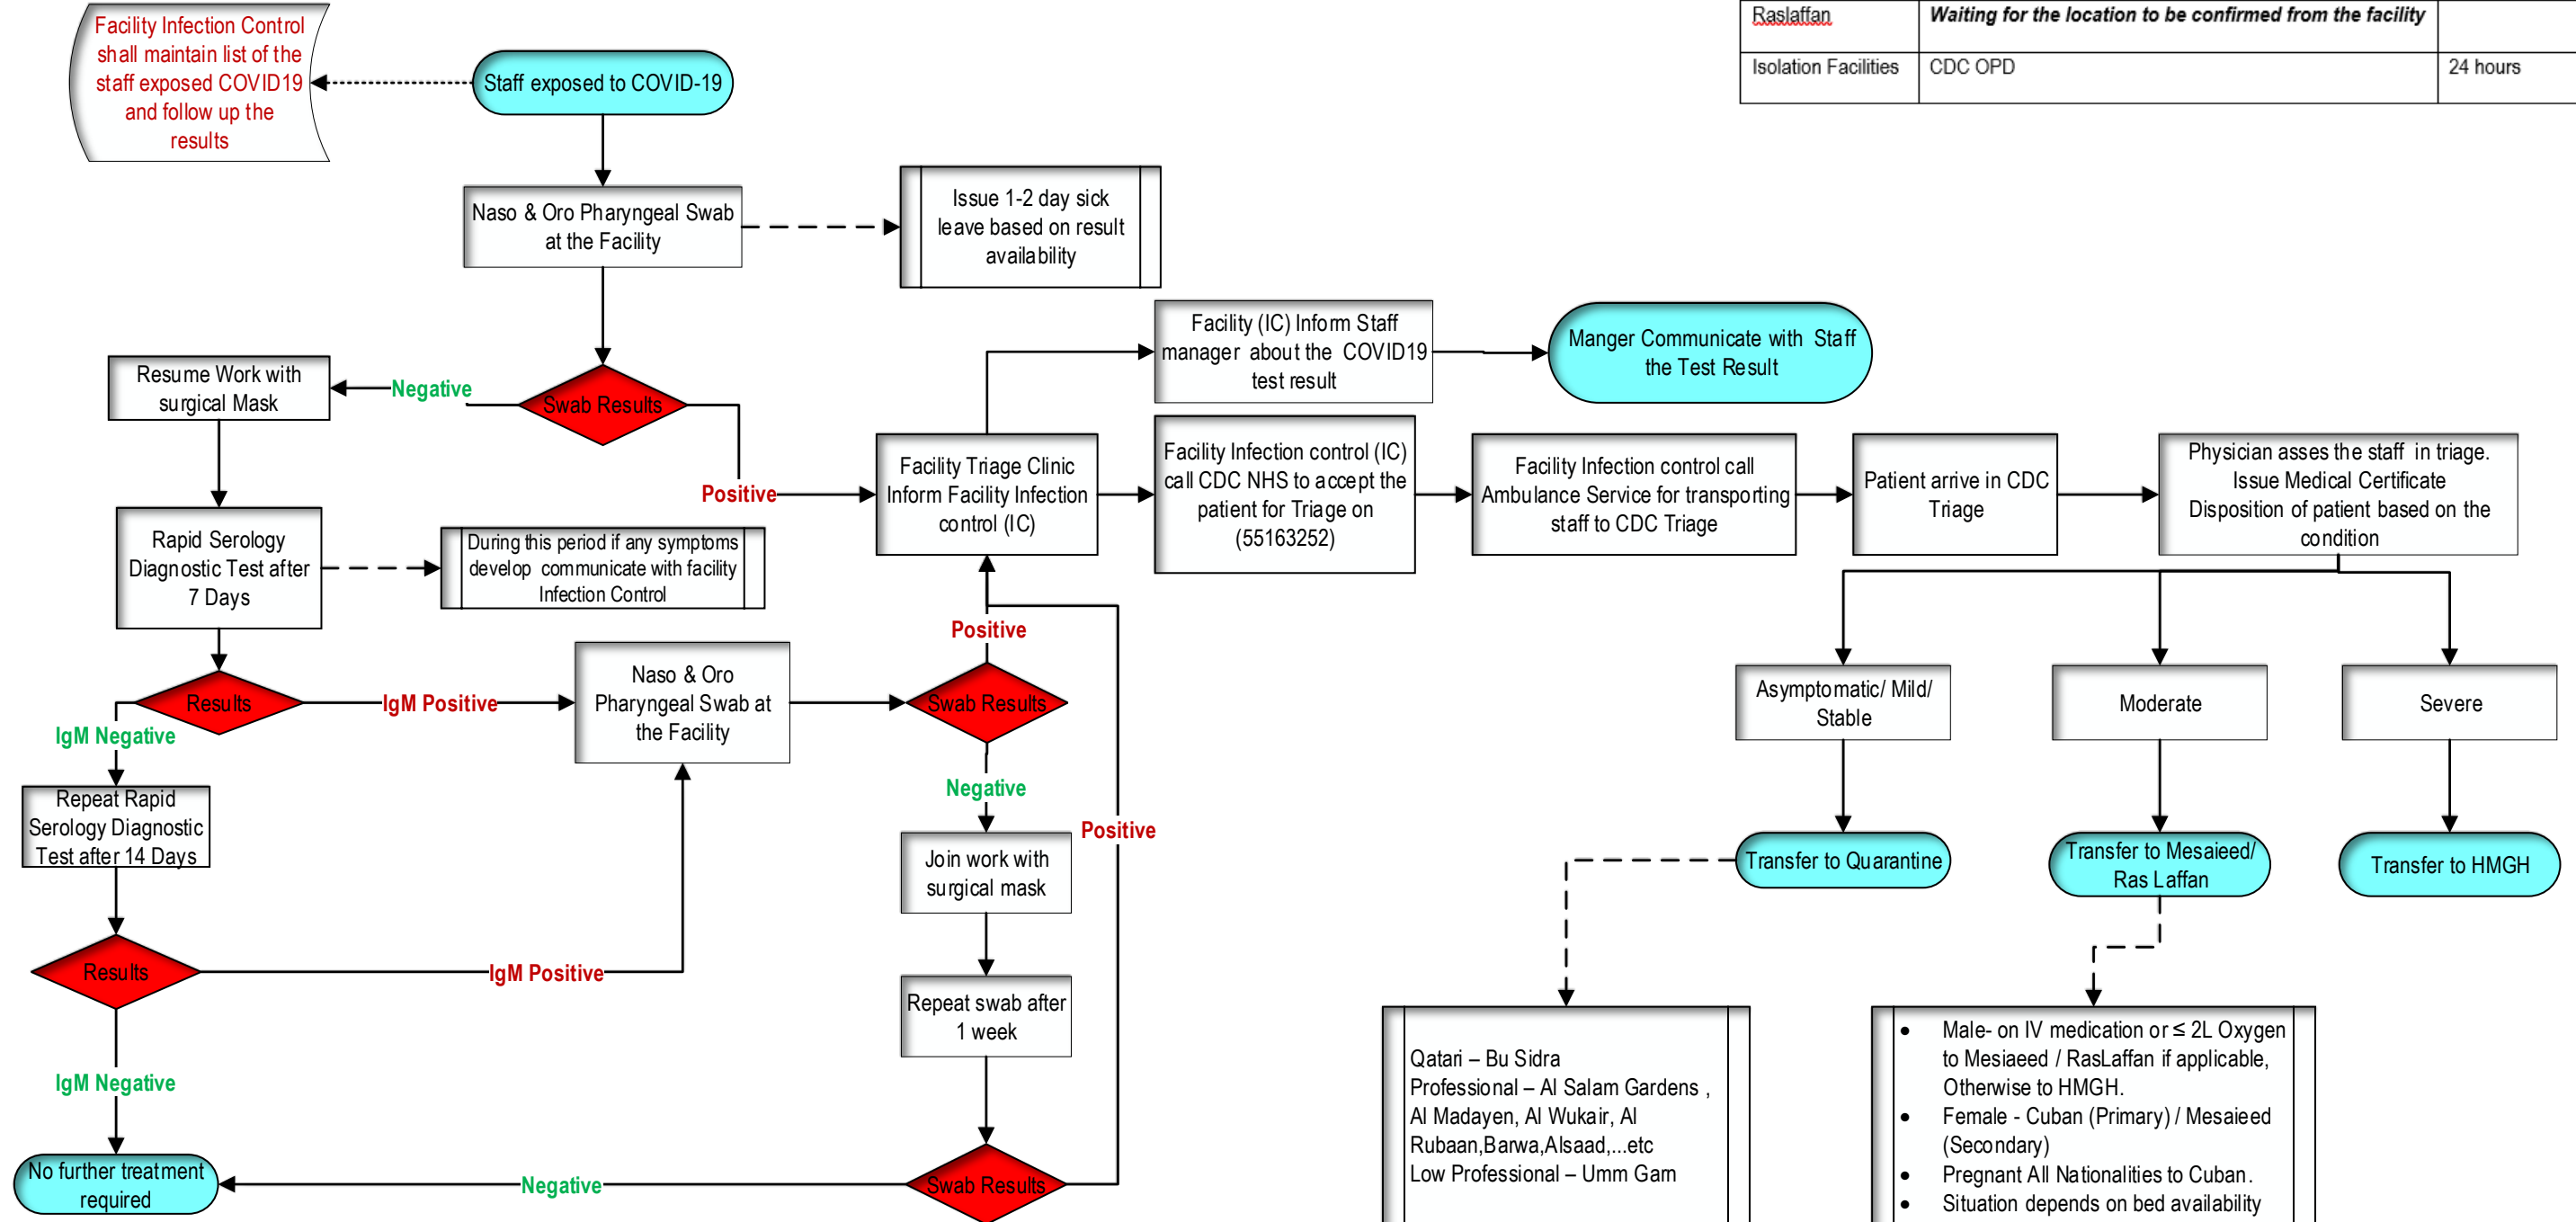 Facility Infection Control
shall maintain list of the
staff exposed COVID19
and follow up the
results
Staff exposed to COVID-19
Raslaffan
Waiting for the location to be confirmed from the facility
Isolation Facilities
CDC OPD
24 hours
Naso & Oro Pharyngeal Swab
at the Facility
Issue 1-2 day sick
leave based on result
availability
Swab Results
Negative
Resume Work with
surgical Mask
Positive
Facility (IC) Inform Staff
manager about the COVID19
test result
Manger Communicate with Staff
the Test Result
Facility Triage Clinic
Inform Facility Infection
control (IC)
Facility Infection control (IC)
call CDC NHS to accept the
patient for Triage on
(55163252)
Facility Infection control call
Ambulance Service for transporting
staff to CDC Triage
Patient arrive in CDC
Triage
Physician asses the staff in triage.
Issue Medical Certificate
Disposition of patient based on the
condition
Rapid Serology
Diagnostic Test after
7 Days
During this period if any symptoms
develop communicate with facility
Infection Control
Results
IgM Positive
IgM Negative
Naso & Oro
Pharyngeal Swab at
the Facility
Swab Results
Positive
Negative
Positive
Asymptomatic/ Mild/
Stable
Moderate
Severe
Repeat Rapid
Serology Diagnostic
Test after 14 Days
Join work with
surgical mask
Transfer to Quarantine
Transfer to Mesaieed/
Ras Laffan
Transfer to HMGH
Results
IgM Positive
IgM Negative
Repeat swab after
1 week
Swab Results
Negative
No further treatment
required
Qatari – Bu Sidra
Professional – Al Salam Gardens ,
Al Madayen, Al Wukair, Al
Rubaan,Barwa,Alsaad,...etc
Low Professional – Umm Garn
• Male- on IV medication or ≤ 2L Oxygen
to Mesiaeed / RasLaffan if applicable,
Otherwise to HMGH.
• Female - Cuban (Primary) / Mesaieed
(Secondary)
• Pregnant All Nationalities to Cuban.
• Situation depends on bed availability